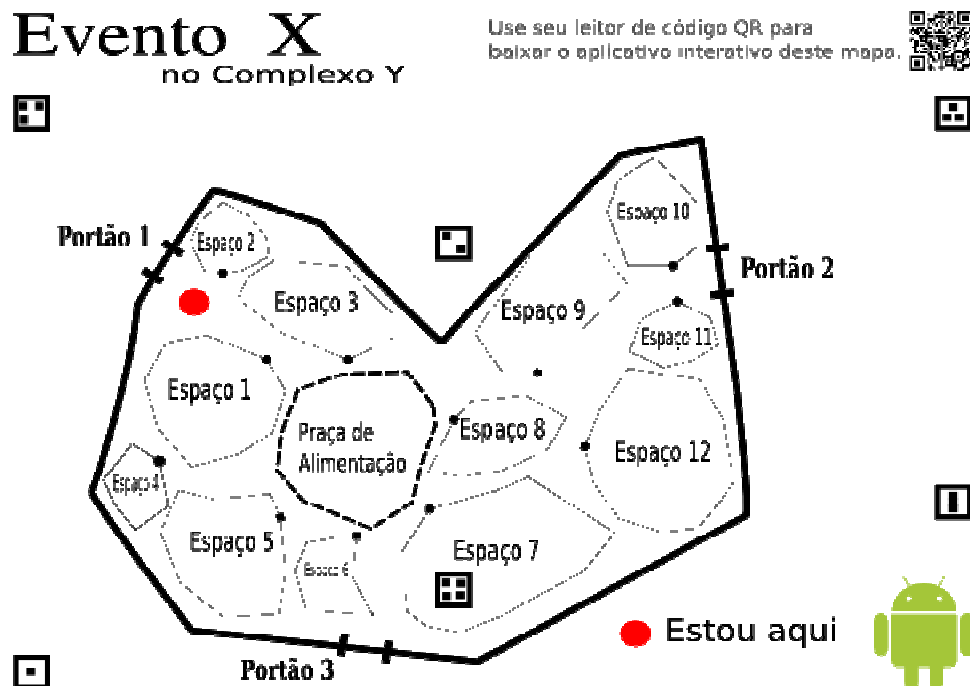 Evento X
no Complexo Y
Use seu leitor de código QR para
baixar o aplicativo interativo deste mapa.
Espaço 10
Portão 1
Espaço 2
Portão 2
Espaço 3
Espaço 9
Espaço 11
Espaço 1
Espaço 8
Praça de
Alimentação
Espaço 12
Espaço 4
Espaço 5
Espaço 7
Espaço 6
Estou aqui
Portão 3